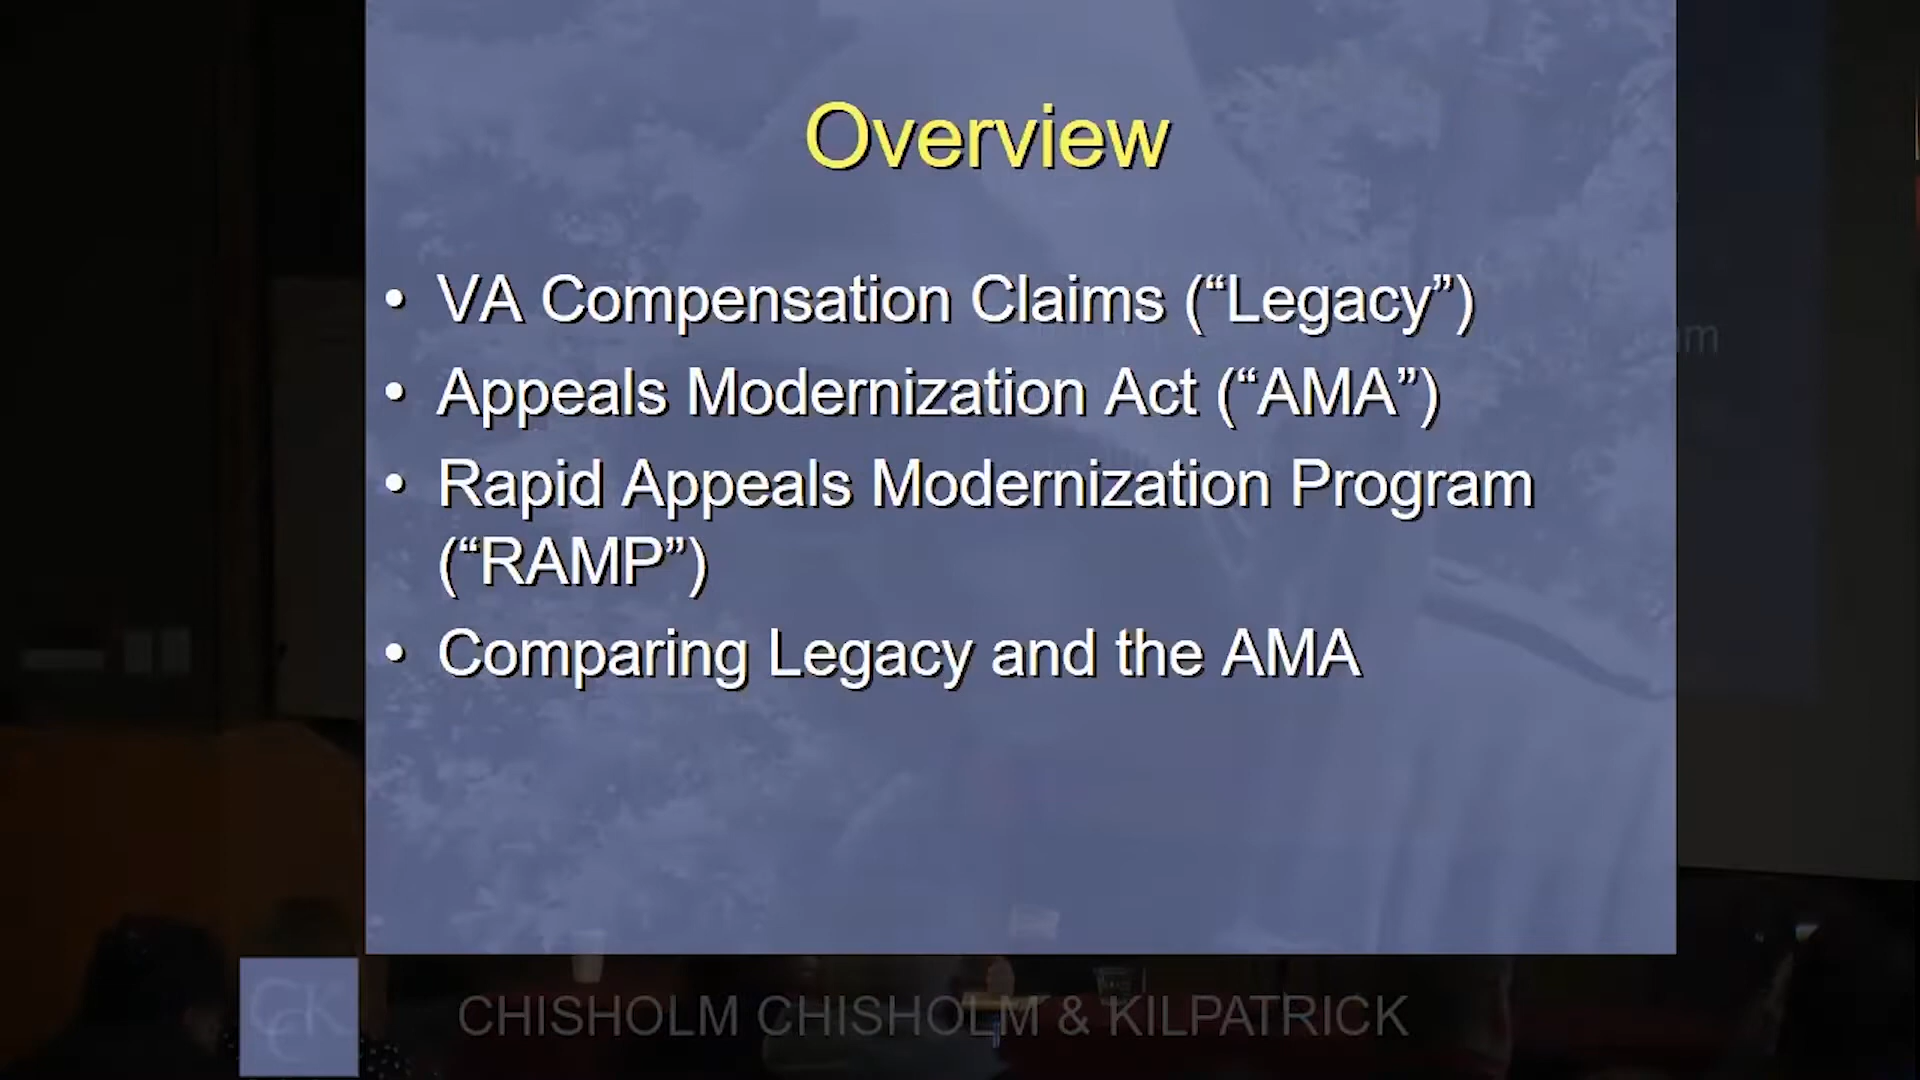 Overview
• VA Compensation Claims (“Legacy”)
• Appeals Modernization Act (“AMA”)
• Rapid Appeals Modernization Program
(“RAMP”)
• Comparing Legacy and the AMA
CCK
CHISHOLM CHISHOLM & KILPATRICK